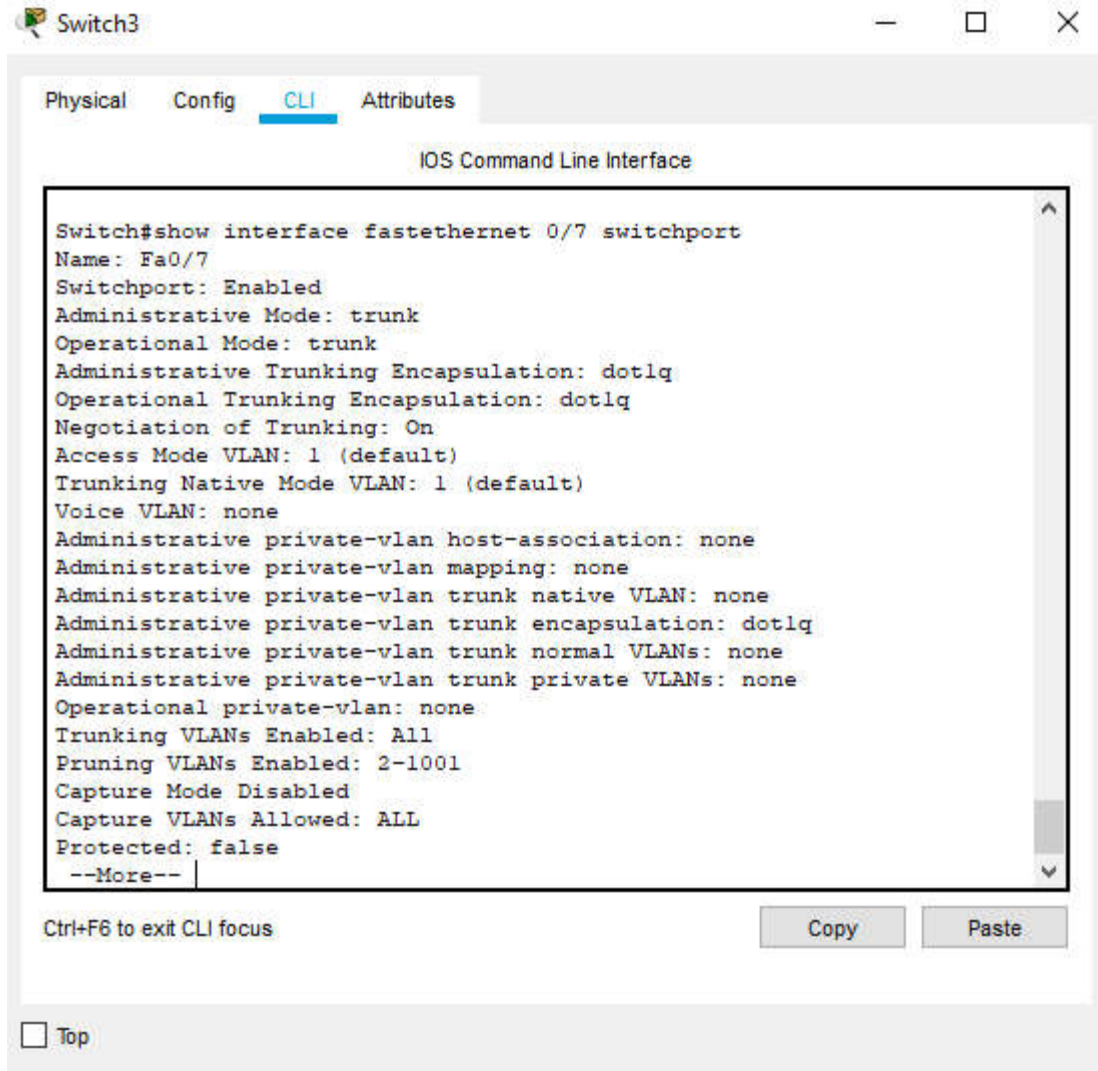 Switch3
Physical Config CLI Attributes
IOS Command Line Interface
Switch#show interface fastethernet 0/7 switchport
Name: Fa0/7
Switchport: Enabled
Administrative Mode: trunk
Operational Mode: trunk
Administrative Trunking Encapsulation: dot1q
Operational Trunking Encapsulation: dot1q
Negotiation of Trunking: On
Access Mode VLAN: 1 (default)
Trunking Native Mode VLAN: 1 (default)
Voice VLAN: none
Administrative private-vlan host-association: none
Administrative private-vlan mapping: none
Administrative private-vlan trunk native VLAN: none
Administrative private-vlan trunk encapsulation: dot1q
Administrative private-vlan trunk normal VLANs: none
Administrative private-vlan trunk private VLANs: none
Operational private-vlan: none
Trunking VLANs Enabled: All
Pruning VLANs Enabled: 2-1001
Capture Mode Disabled
Capture VLANs Allowed: ALL
Protected: false
--More--
Ctrl+F6 to exit CLI focus
Copy Paste
Top